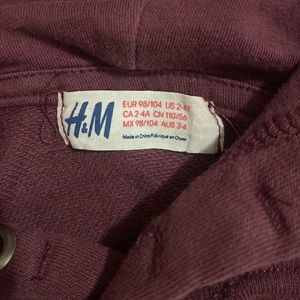 H&M
EUR 98/104 US 2-4Y
CA 2-4A CN 110/56
MX 98/104 AUS 3-4
Made in China/Fabriqué en Chine